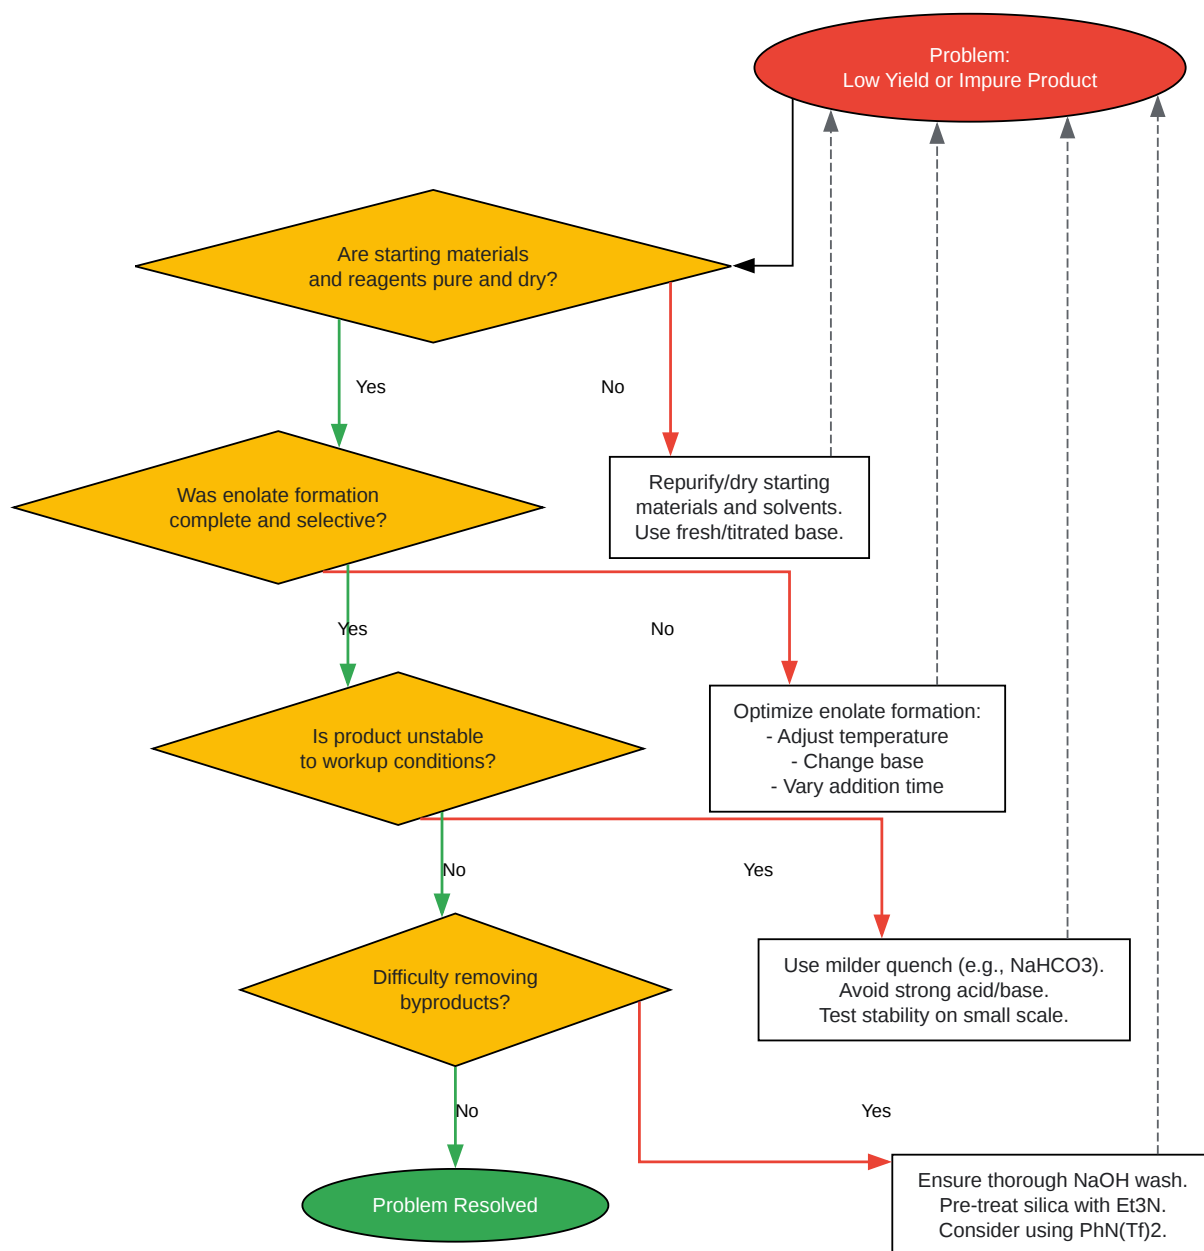 Problem:
Low Yield or Impure Product
Are starting materials
and reagents pure and dry?
Yes
No
Was enolate formation
complete and selective?
Repurify/dry starting
materials and solvents.
Use fresh/titrated base.
Yes
No
Is product unstable
to workup conditions?
Optimize enolate formation:
- Adjust temperature
- Change base
- Vary addition time
No
Yes
Difficulty removing
byproducts?
Use milder quench (e.g., NaHCO3).
Avoid strong acid/base.
Test stability on small scale.
No
Yes
Problem Resolved
Ensure thorough NaOH wash.
Pre-treat silica with Et3N.
Consider using PhN(Tf)2.